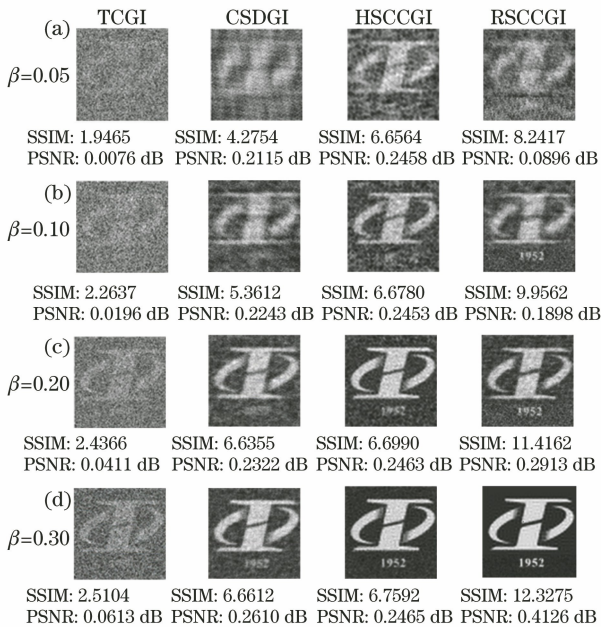 TCGI CSDGI HSCCGI RSCCGI
(a)
β=0.05
SSIM: 1.9465 SSIM: 4.2754 SSIM: 6.6564 SSIM: 8.2417
PSNR: 0.0076 dB PSNR: 0.2115 dB PSNR: 0.2458 dB PSNR: 0.0896 dB
(b)
β=0.10
1952
SSIM: 2.2637 SSIM: 5.3612 SSIM: 6.6780 SSIM: 9.9562
PSNR: 0.0196 dB PSNR: 0.2243 dB PSNR: 0.2453 dB PSNR: 0.1898 dB
(c)
β=0.20
1952 1952
SSIM: 2.4366 SSIM: 6.6355 SSIM: 6.6990 SSIM: 11.4162
PSNR: 0.0411 dB PSNR: 0.2322 dB PSNR: 0.2463 dB PSNR: 0.2913 dB
(d)
β=0.30
1952 1952 1952
SSIM: 2.5104 SSIM: 6.6612 SSIM: 6.7592 SSIM: 12.3275
PSNR: 0.0613 dB PSNR: 0.2610 dB PSNR: 0.2465 dB PSNR: 0.4126 dB